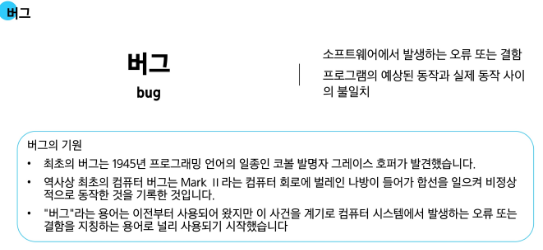 버그
버그
bug
소프트웨어에서 발생하는 오류 또는 결함
프로그램의 예상된 동작과 실제 동작 사이
의 불일치
버그의 기원
• 최초의 버그는 1945년 프로그래밍 언어의 일종인 코볼 발명자 그레이스 호퍼가 발견했습니다.
• 역사상 최초의 컴퓨터 버그는 Mark II라는 컴퓨터 회로에 벌레인 나방이 들어가 합선을 일으켜 비정상
적으로 동작한 것을 기록한 것입니다.
• "버그"라는 용어는 이전부터 사용되어 왔지만 이 사건을 계기로 컴퓨터 시스템에서 발생하는 오류 또는
결함을 지칭하는 용어로 널리 사용되기 시작했습니다